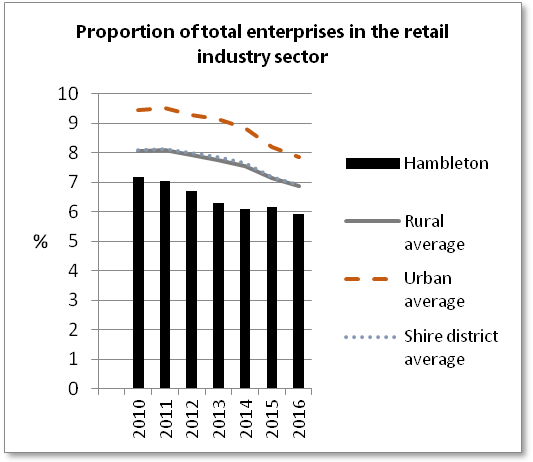 Proportion of total enterprises in the retail
industry sector
10
9
8
7
6
5
4
3
2
1
0
%
2010
2011
2012
2013
2014
2015
2016
Hambleton
Rural
average
Urban
average
Shire district
average